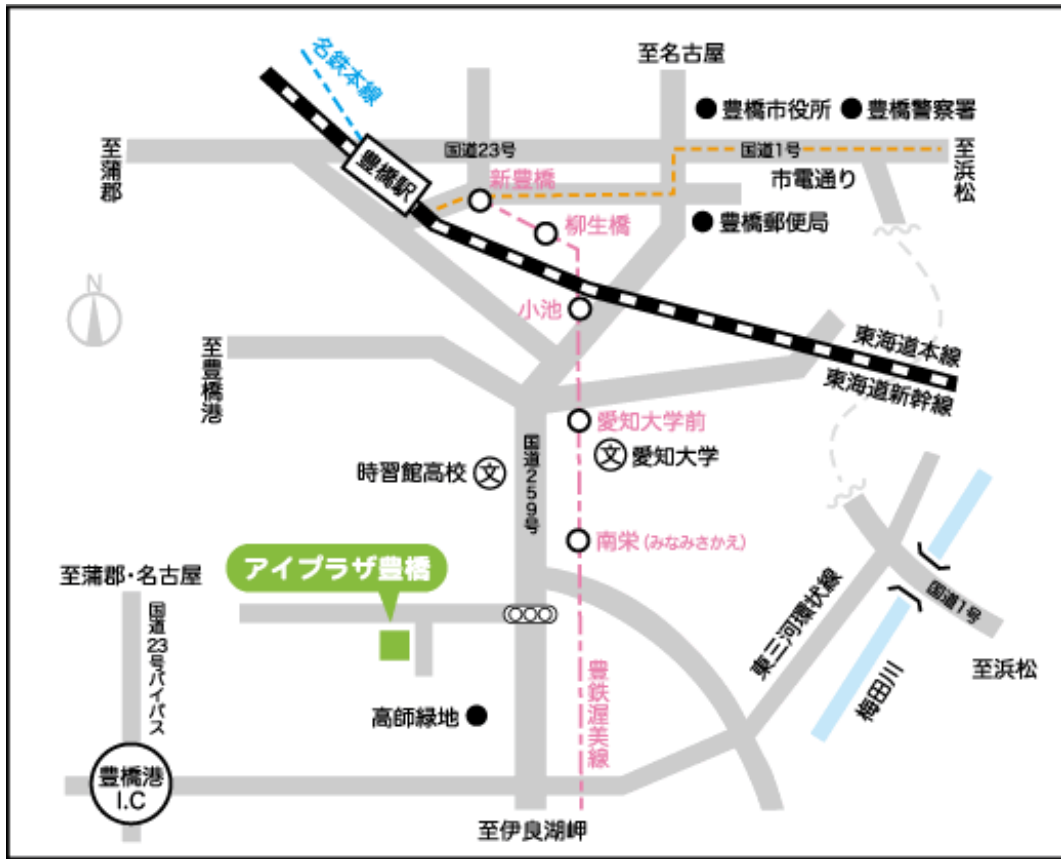 至名古屋
名鉄本線
豊橋市役所
豊橋警察署
至蒲郡
国道23号
国道1号
至浜松
豊橋駅
新豊橋
市電通り
柳生橋
豊橋郵便局
N
小池
至豊橋港
東海道本線
東海道新幹線
愛知大学前
国道259号
時習館高校
文
文
愛知大学
南栄(みなみさかえ)
アイプラザ豊橋
至蒲郡・名古屋
国道23号バイパス
東三河環状線
国道1号
至浜松
梅田川
豊鉄渥美線
高師緑地
豊橋港
I.C
至伊良湖岬